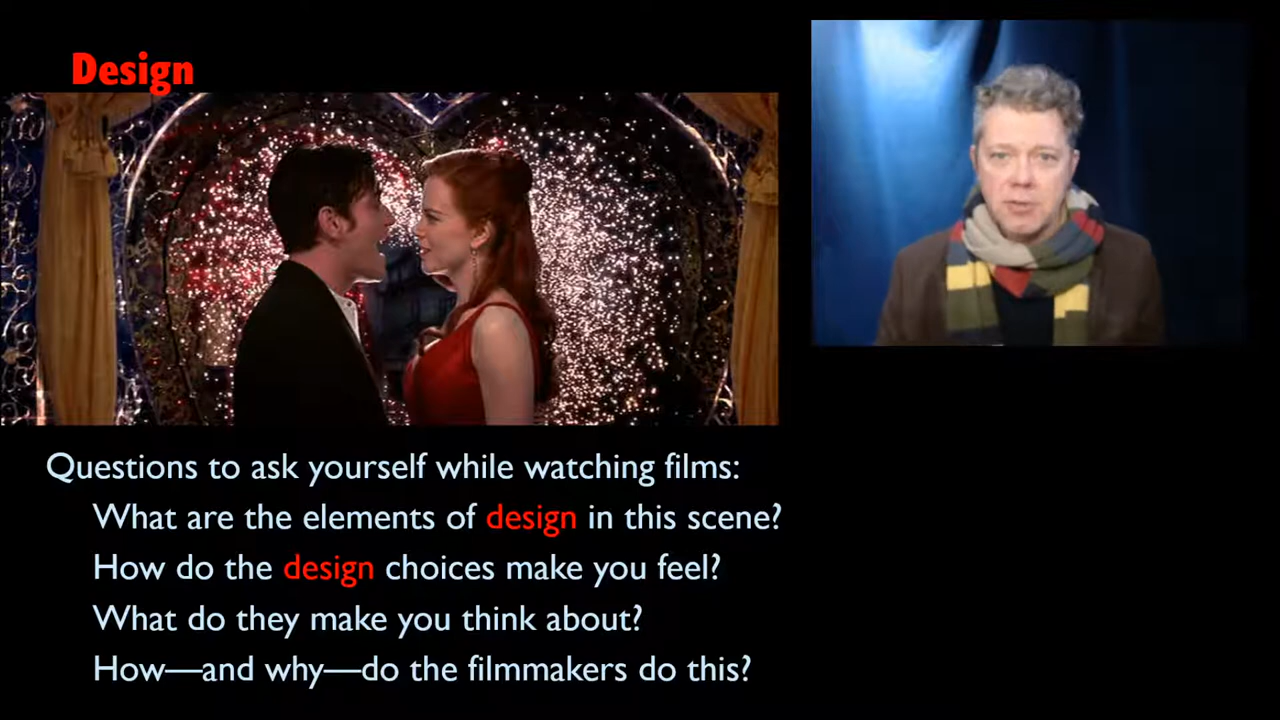 Design
Questions to ask yourself while watching films:
What are the elements of design in this scene?
How do the design choices make you feel?
What do they make you think about?
How—and why—do the filmmakers do this?